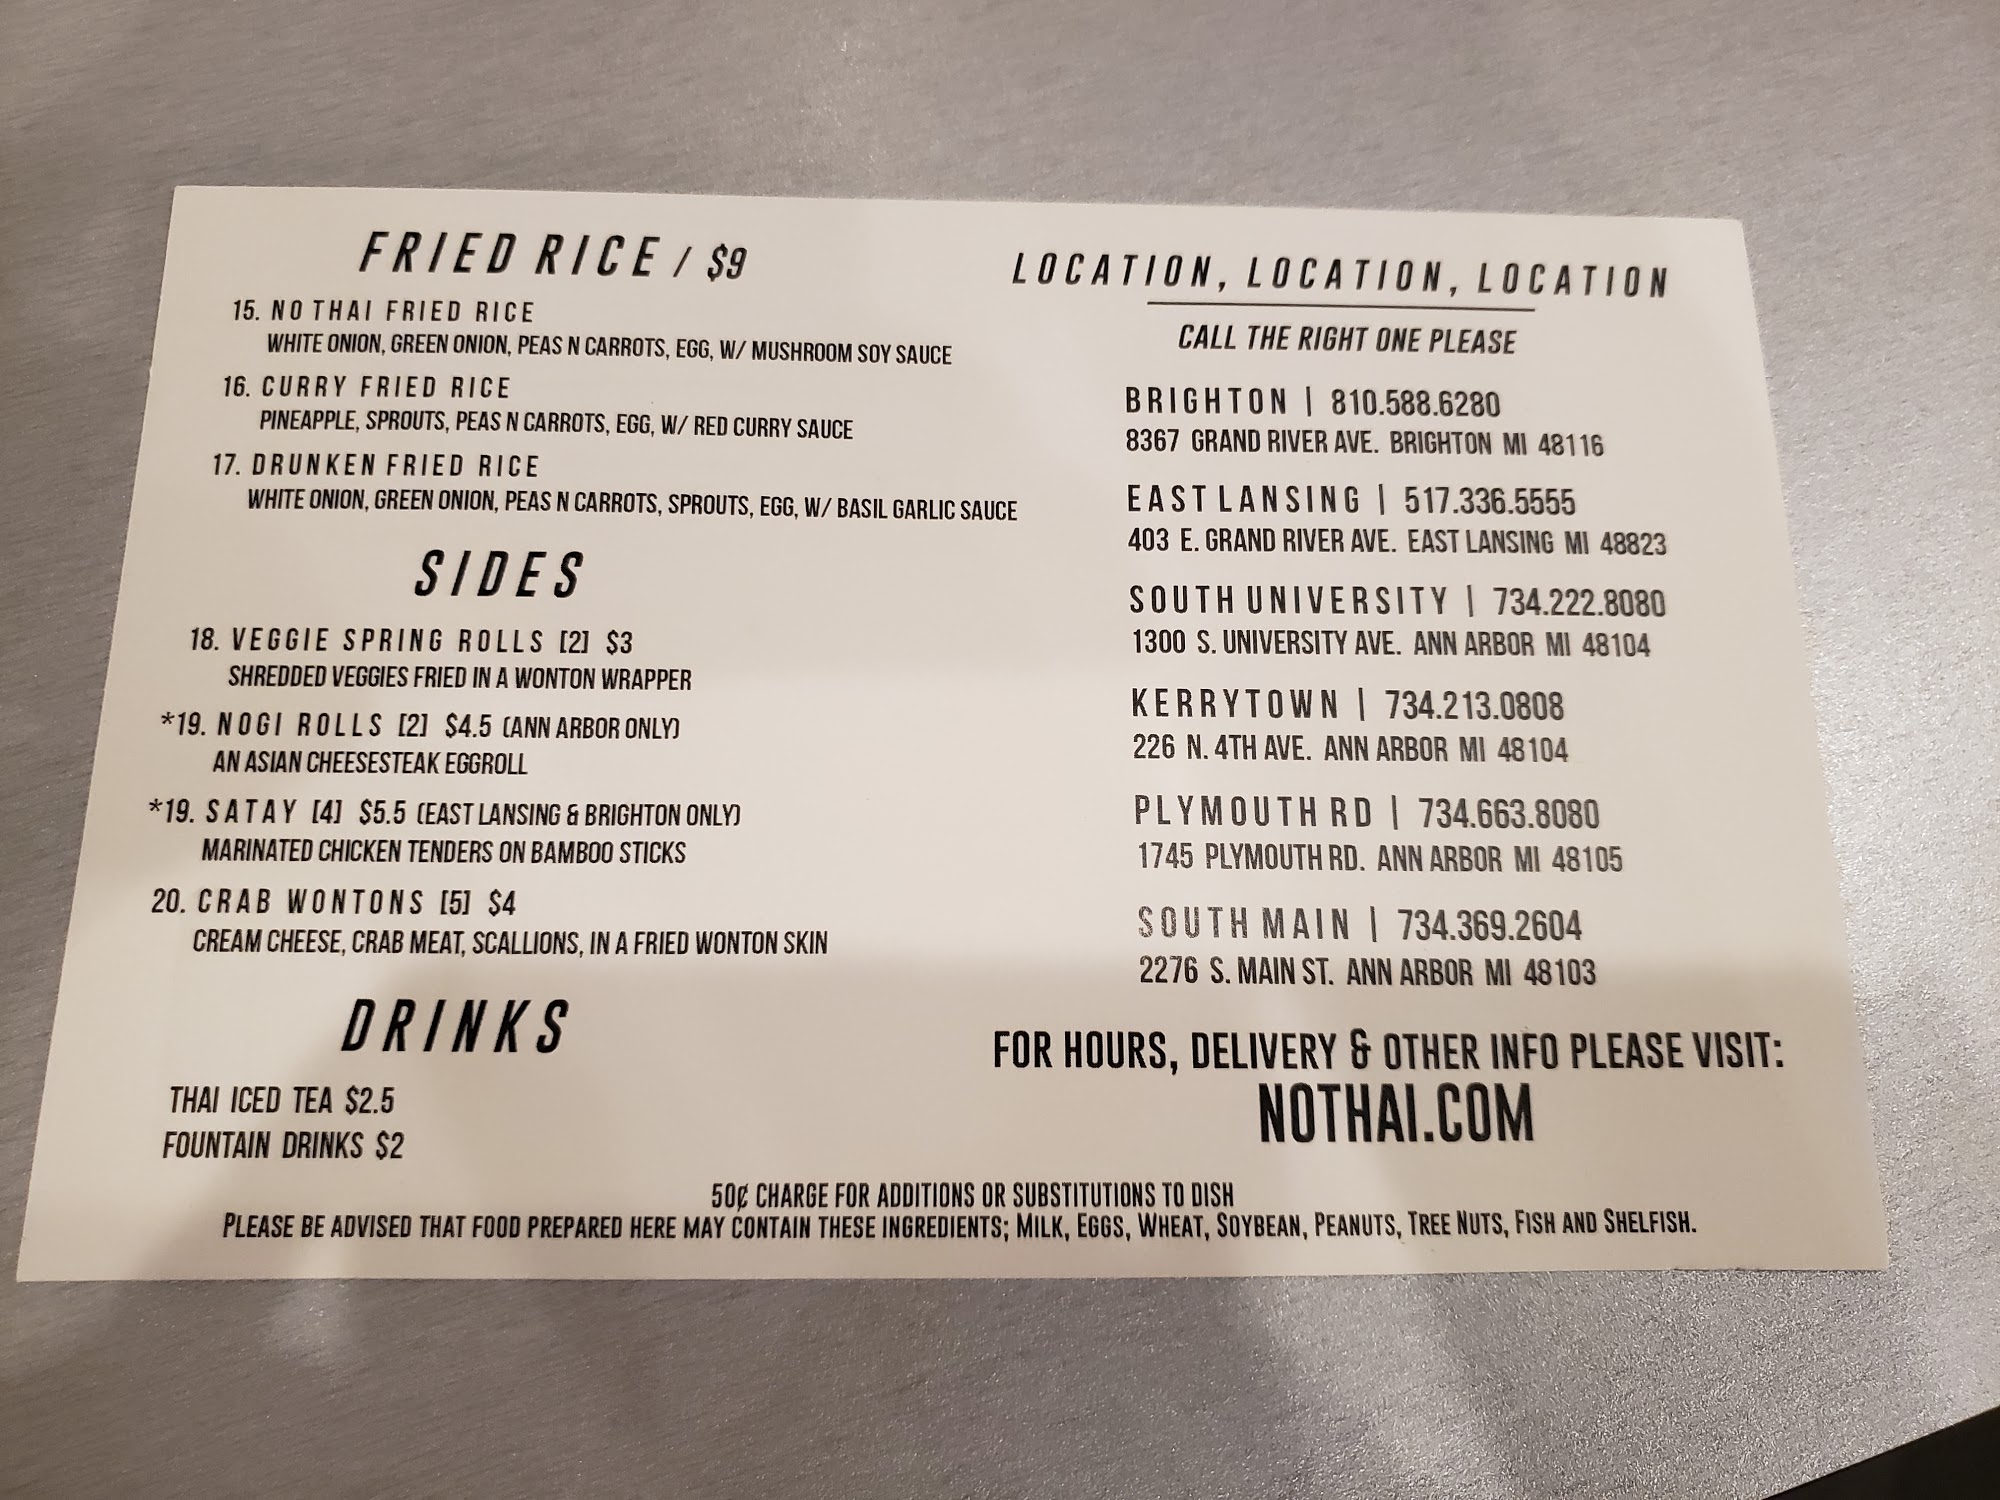 FRIED RICE / $9
15. NO THAI FRIED RICE
WHITE ONION, GREEN ONION, PEAS N CARROTS, EGG, W/ MUSHROOM SOY SAUCE
16. CURRY FRIED RICE
PINEAPPLE, SPROUTS, PEAS N CARROTS, EGG, W/ RED CURRY SAUCE
17. DRUNKEN FRIED RICE
WHITE ONION, GREEN ONION, PEAS N CARROTS, SPROUTS, EGG, W/ BASIL GARLIC SAUCE
SIDES
18. VEGGIE SPRING ROLLS [2] $3
SHREDDED VEGGIES FRIED IN A WONTON WRAPPER
*19. NOGI ROLLS [2] $4.5 (ANN ARBOR ONLY)
AN ASIAN CHEESESTEAK EGGROLL
*19. SATAY [4] $5.5 (EAST LANSING & BRIGHTON ONLY)
MARINATED CHICKEN TENDERS ON BAMBOO STICKS
20. CRAB WONTONS [5] $4
CREAM CHEESE, CRAB MEAT, SCALLIONS, IN A FRIED WONTON SKIN
DRINKS
THAI ICED TEA $2.5
FOUNTAIN DRINKS $2
LOCATION, LOCATION, LOCATION
CALL THE RIGHT ONE PLEASE
BRIGHTON | 810.588.6280
8367 GRAND RIVER AVE. BRIGHTON MI 48116
EAST LANSING | 517.336.5555
403 E. GRAND RIVER AVE. EAST LANSING MI 48823
SOUTH UNIVERSITY | 734.222.8080
1300 S. UNIVERSITY AVE. ANN ARBOR MI 48104
KERRYTOWN | 734.213.0808
226 N. 4TH AVE. ANN ARBOR MI 48104
PLYMOUTH RD | 734.663.8080
1745 PLYMOUTH RD. ANN ARBOR MI 48105
SOUTH MAIN | 734.369.2604
2276 S. MAIN ST. ANN ARBOR MI 48103
FOR HOURS, DELIVERY & OTHER INFO PLEASE VISIT:
NOTHAI.COM
50¢ CHARGE FOR ADDITIONS OR SUBSTITUTIONS TO DISH
PLEASE BE ADVISED THAT FOOD PREPARED HERE MAY CONTAIN THESE INGREDIENTS; MILK, EGGS, WHEAT, SOYBEAN, PEANUTS, TREE NUTS, FISH AND SHELFISH.